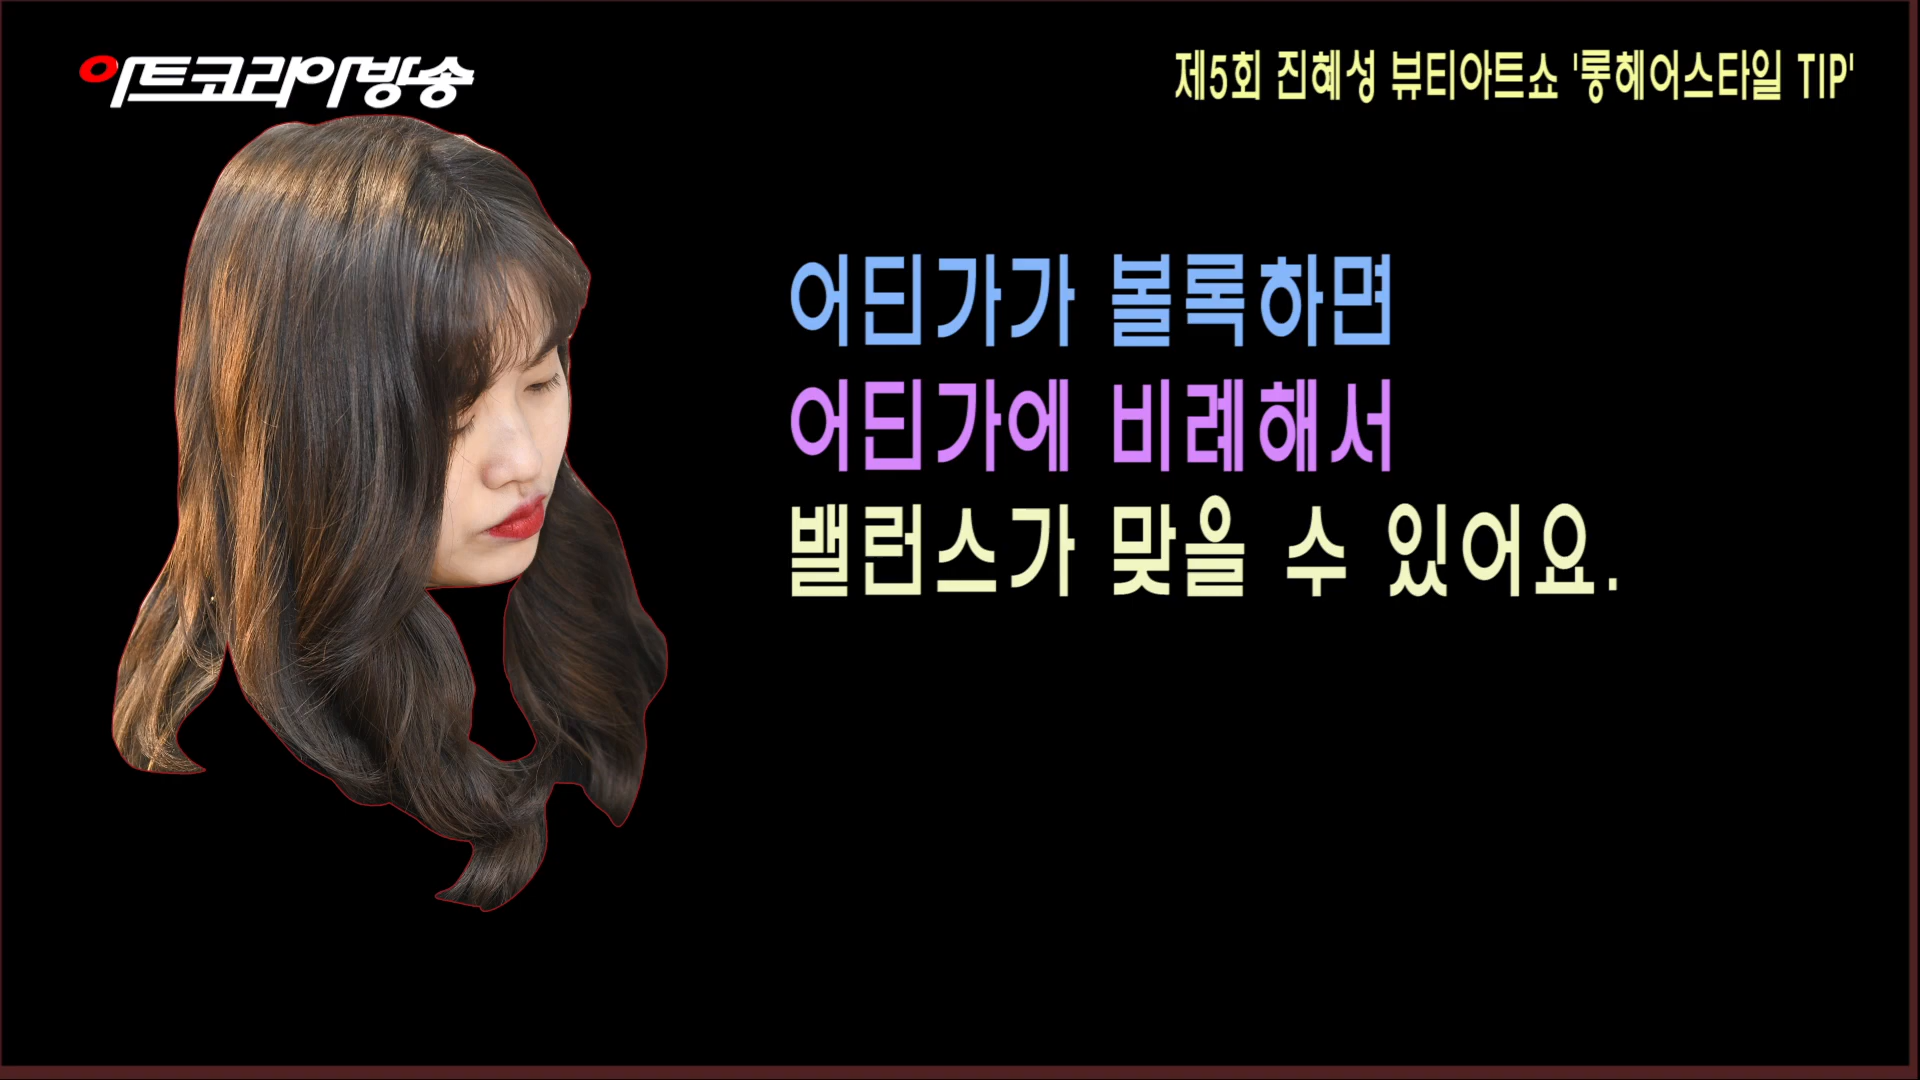 아트코리아방송
제5회 진혜성 뷰티아트쇼 '롱헤어스타일 TIP'
어딘가가 볼록하면
어딘가에 비례해서
밸런스가 맞을 수 있어요.